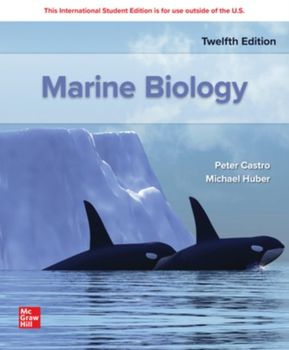 This International Student Edition is for use outside of the U.S.
Twelfth Edition
Marine Biology
Peter Castro
Michael Huber
Mc
Graw
Hill